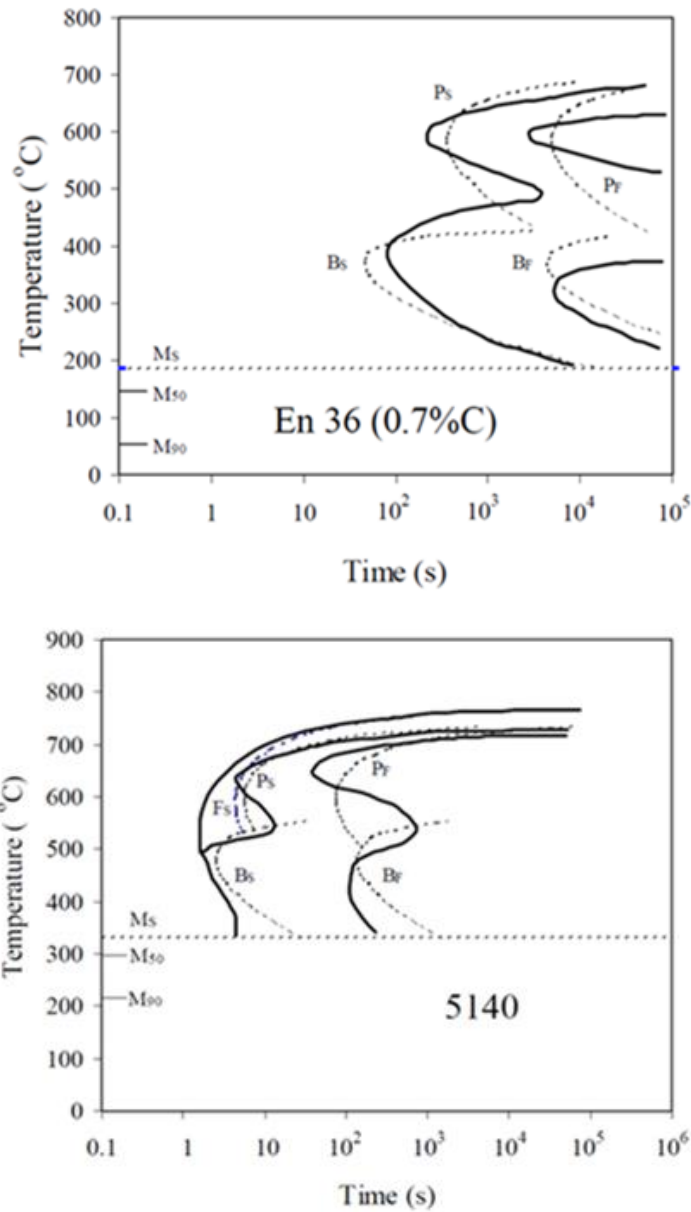 800
700
600
500
400
300
200
100
0
Temperature ( °C)
PS
PF
BS
BF
MS
M50
M90
En 36 (0.7%C)
0.1 1 10 10² 10³ 10⁴ 10⁵
Time (s)
900
800
700
600
500
400
300
200
100
0
Temperature ( °C)
PS
PF
FS
BS
BF
MS
M50
M90
5140
0.1 1 10 10² 10³ 10⁴ 10⁵ 10⁶
Time (s)